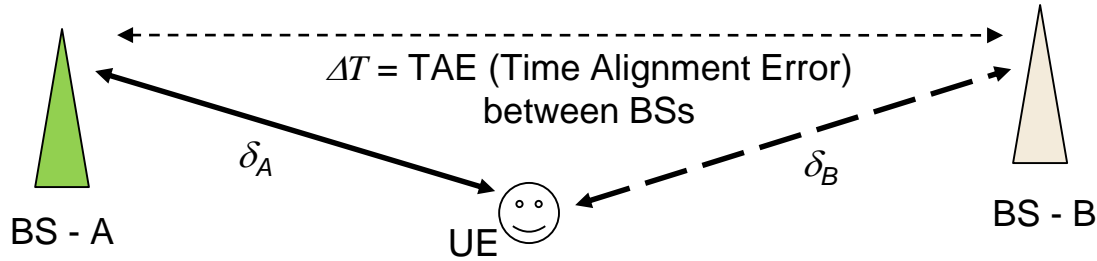 ΔT = TAE (Time Alignment Error)
between BSs
δA
δB
BS - A
UE
BS - B